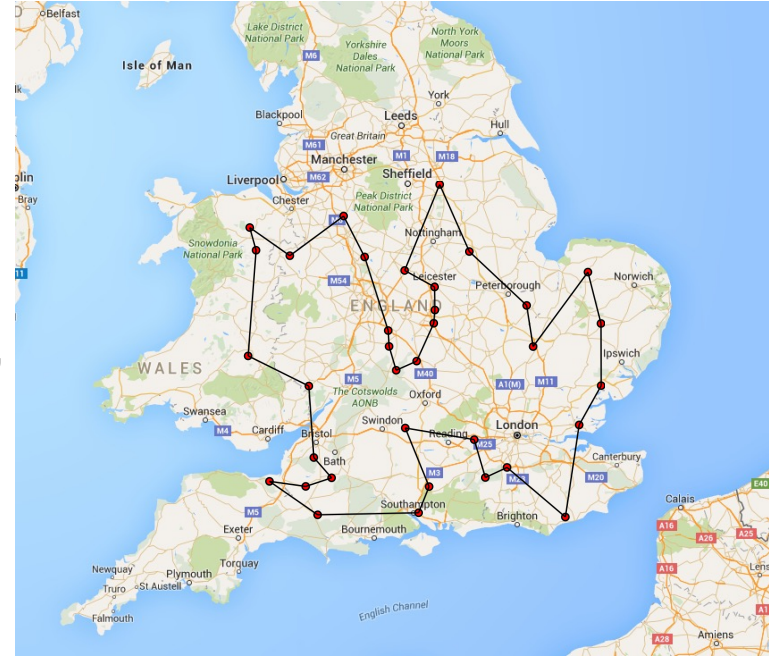 Belfast
Lake District
National Park
North York
Moors
National Park
Yorkshire
Dales
National Park
M6
Isle of Man
York
Blackpool
Leeds
Hull
Great Britain
M61
Manchester
M1
M18
Liverpool
M62
Sheffield
Bray
Chester
Peak District
National Park
Snowdonia
National Park
Nottingham
11
M54
Leicester
Peterborough
Norwich
ENGLAND
WALES
M5
M40
A1(M)
M11
Ipswich
The Cotswolds
AONB
Oxford
Swansea
M4
Cardiff
Bristol
Swindon
Reading
London
M25
Bath
Canterbury
M3
M20
E40
Calais
Southampton
M5
Exeter
Bournemouth
Brighton
A16
A26
A25
Newquay
Plymouth
Torquay
Truro
St Austell
Falmouth
English Channel
A16
Lens
A28
Amiens